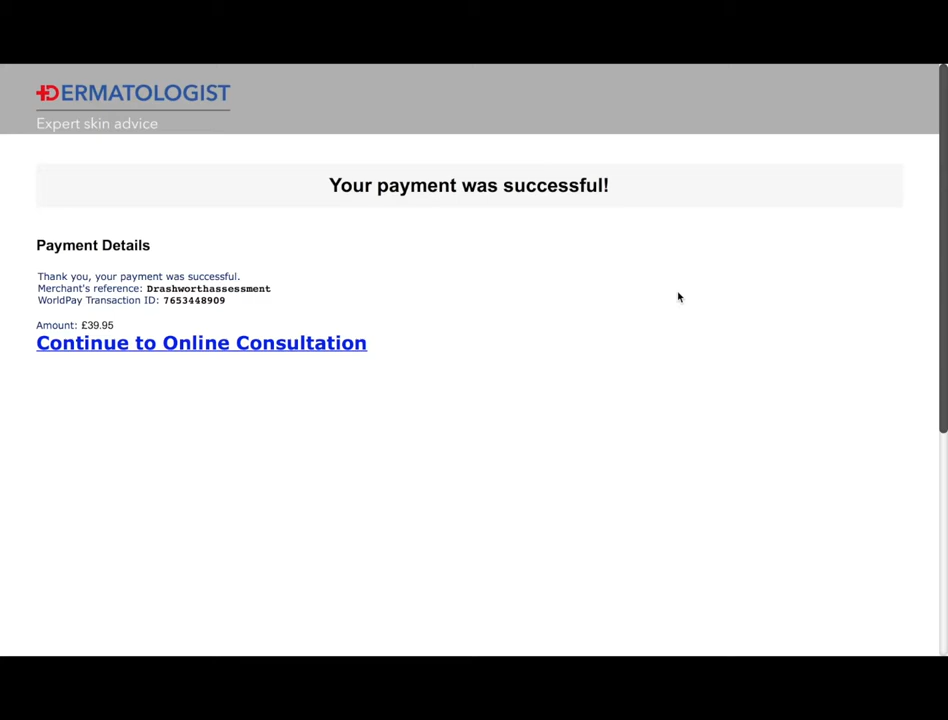 DERMATOLOGIST
Expert skin advice
Your payment was successful!
Payment Details
Thank you, your payment was successful.
Merchant's reference: Drashworthassessment
WorldPay Transaction ID: 7653448909
Amount: £39.95
Continue to Online Consultation